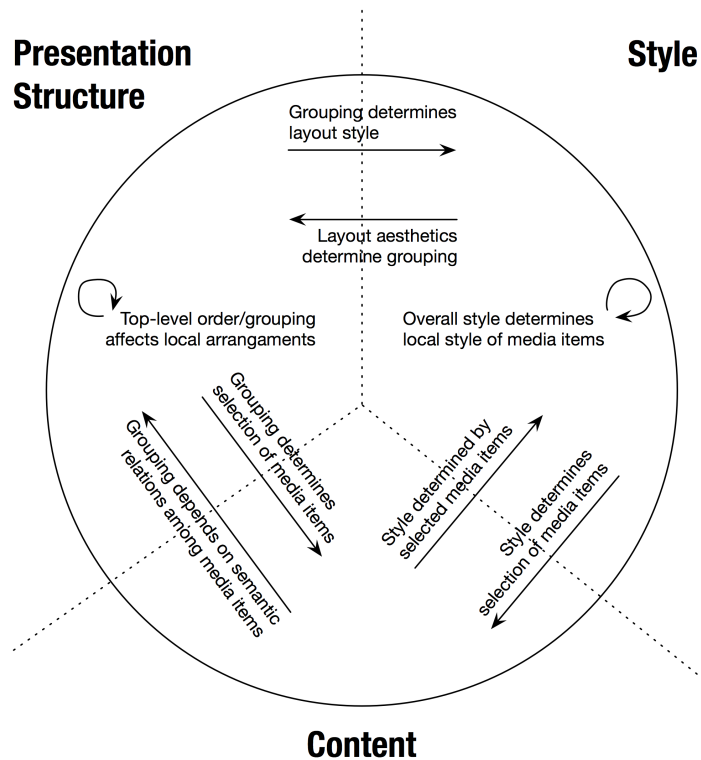 Presentation
Structure
Style
Grouping determines
layout style
Layout aesthetics
determine grouping
Top-level order/grouping
affects local arrangaments
Overall style determines
local style of media items
Grouping determines
selection of media items
Grouping depends on semantic
relations among media items
Style determined by
selected media items
Style determines
selection of media items
Content